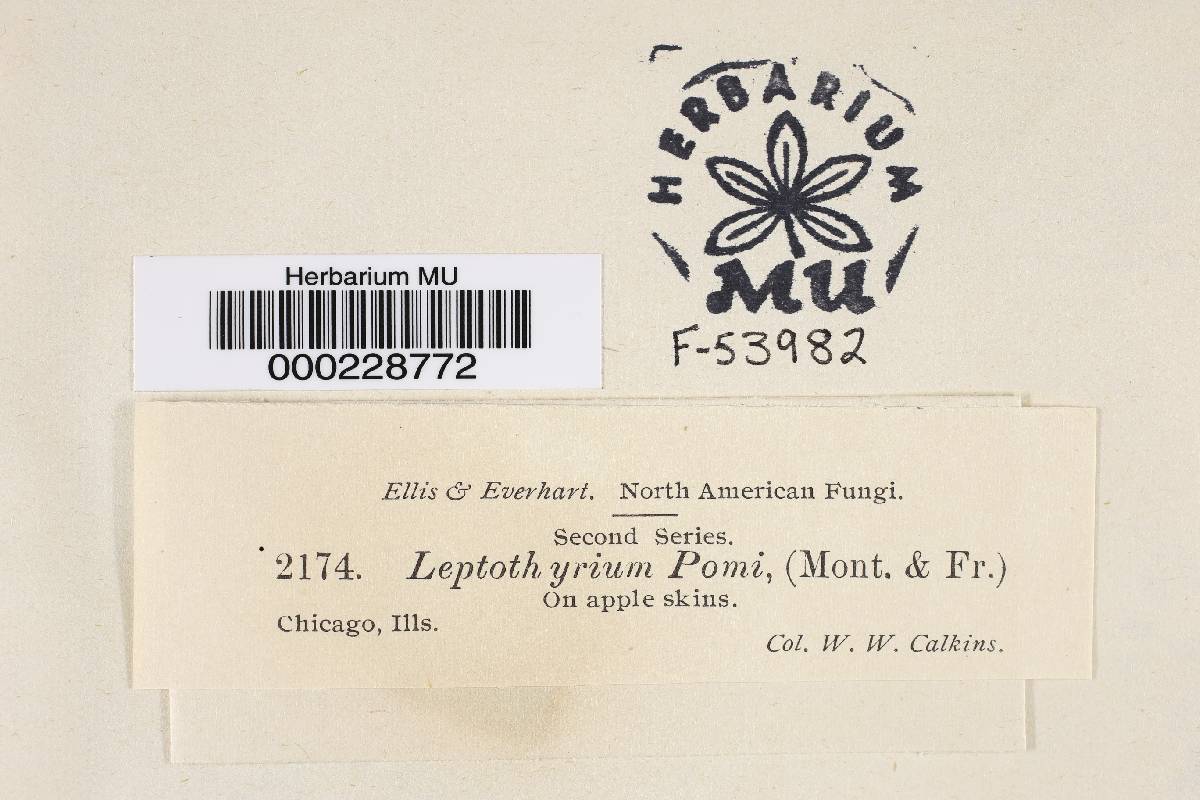 HERBARIUM
MU
F-53982
Herbarium MU
000228772
Ellis & Everhart. North American Fungi.
Second Series.
2174. Leptothyrium Pomi, (Mont. & Fr.)
On apple skins.
Chicago, Ills.
Col. W. W. Calkins.